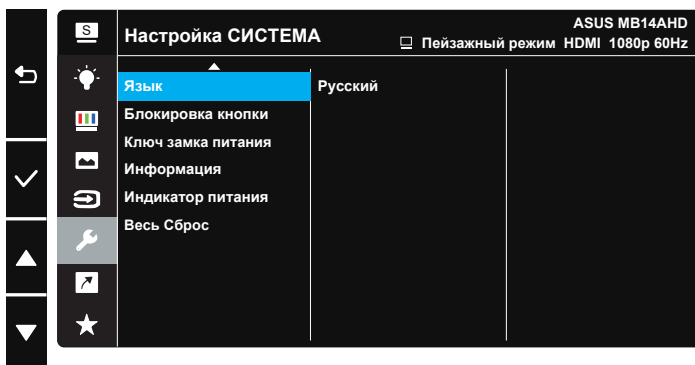 S
ASUS MB14AHD
Настройка СИСТЕМА
Пейзажный режим HDMI 1080p 60Hz
Язык Русский
Блокировка кнопки
Ключ замка питания
Информация
Индикатор питания
Весь Сброс